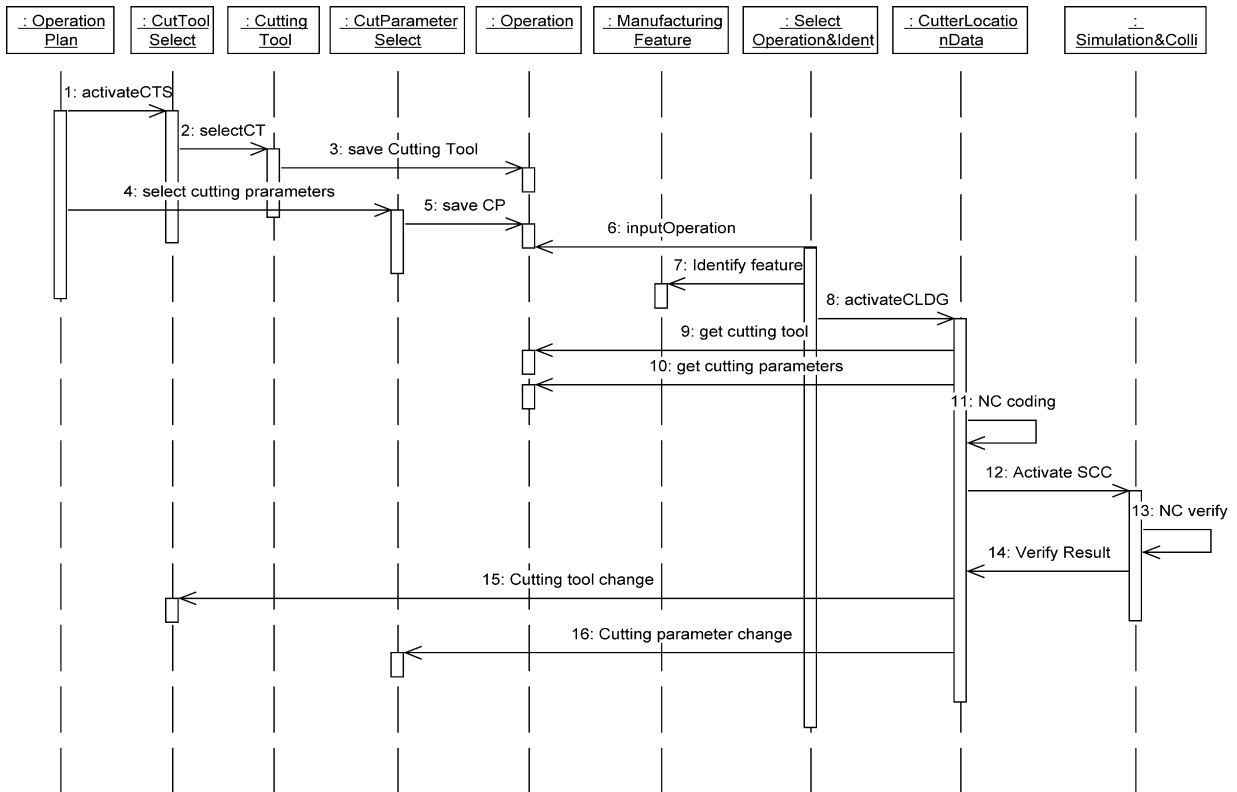 : Operation
Plan
: CutTool
Select
: Cutting
Tool
: CutParameter
Select
: Operation
: Manufacturing
Feature
: Select
Operation&Ident
: CutterLocatio
nData
:
Simulation&Colli
1: activateCTS
2: selectCT
3: save Cutting Tool
4: select cutting prarameters
5: save CP
6: inputOperation
7: Identify feature
8: activateCLDG
9: get cutting tool
10: get cutting parameters
11: NC coding
12: Activate SCC
13: NC verify
14: Verify Result
15: Cutting tool change
16: Cutting parameter change